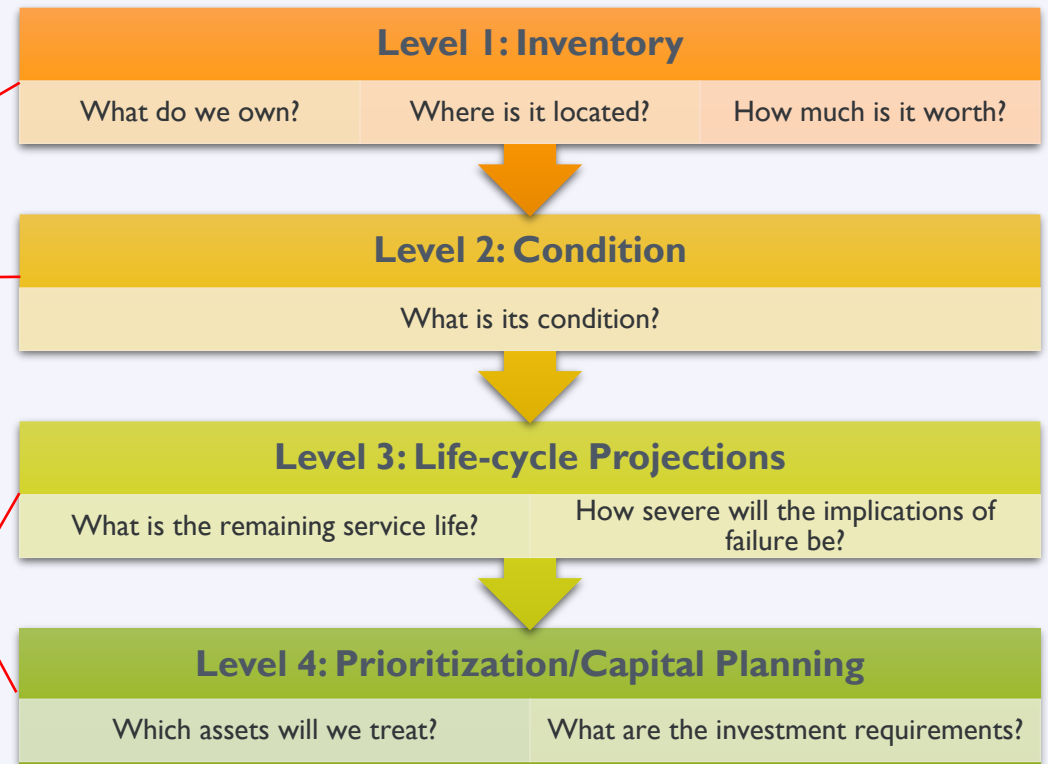 Level 1: Inventory
What do we own?
Where is it located?
How much is it worth?
Level 2: Condition
What is its condition?
Level 3: Life-cycle Projections
What is the remaining service life?
How severe will the implications of
failure be?
Level 4: Prioritization/Capital Planning
Which assets will we treat?
What are the investment requirements?